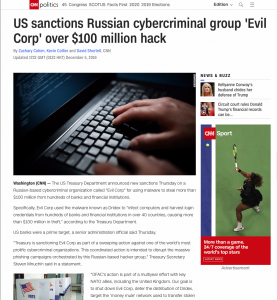 CNN politics 45 Congress SCOTUS Facts First 2020 2016 Elections Edition
US sanctions Russian cybercriminal group 'Evil
Corp' over $100 million hack
By Zachary Cohen, Kevin Collier and David Shortell, CNN
Updated 0112 GMT (1922 HKT) December 5, 2019
NEWS & BUZZ
Kellyanne Conway's
husband slides her
defense of Trump
Circuit court rules Donald
Trump's financial records
can be
CNN Sport
Washington (CNN) — The US Treasury Department announced new sanctions Thursday on a
Russian-based cybercriminal organization called "Evil Corp" for using malware to steal more than
$100 million from hundreds of banks and financial institutions.
Specifically, Evil Corp used the malware known as Dridex to "infect computers and harvest login
credentials from hundreds of banks and financial institutions in over 40 countries, causing more
than $100 million in theft," according to the Treasury Department.
US banks were a prime target, a senior administration official said Thursday.
"Treasury is sanctioning Evil Corp as part of a sweeping action against one of the world's most
prolific cybercriminal organizations. This coordinated action is intended to disrupt the massive
phishing campaigns orchestrated by this Russian-based hacker group," Treasury Secretary
Steven Mnuchin said in a statement.
"OFAC's action is part of a multiyear effort with key
NATO allies, including the United Kingdom. Our goal is
to shut down Evil Corp, deter the distribution of Dridex,
target the 'money mule' network used to transfer stolen
More than a game.
24/7 coverage of the
world's top stars
Advertisement